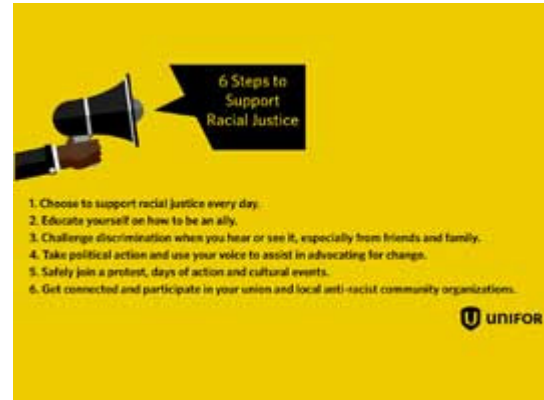 6 Steps to
Support
Racial Justice
1. Choose to support racial justice every day.
2. Educate yourself on how to be an ally.
3. Challenge discrimination when you hear or see it, especially from friends and family.
4. Take political action and use your voice to assist in advocating for change.
5. Safely join a protest, days of action and cultural events.
6. Get connected and participate in your union and local anti-racist community organizations.
UNIFOR